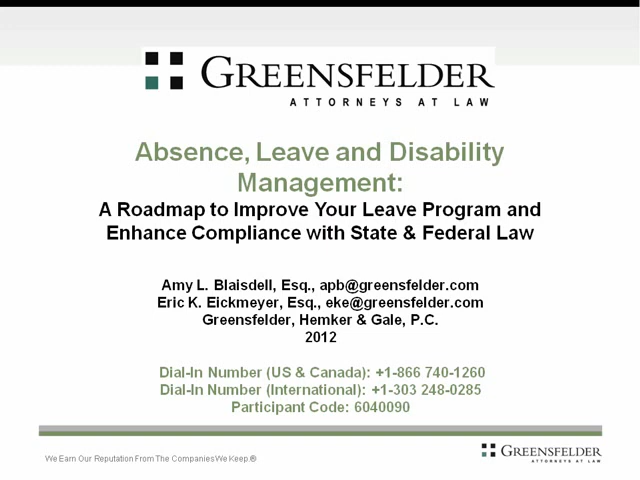 GREENSFELDER
ATTORNEYS AT LAW
Absence, Leave and Disability
Management:
A Roadmap to Improve Your Leave Program and
Enhance Compliance with State & Federal Law
Amy L. Blaisdell, Esq., apb@greensfelder.com
Eric K. Eickmeyer, Esq., eke@greensfelder.com
Greensfelder, Hemker & Gale, P.C.
2012
Dial-In Number (US & Canada): +1-866 740-1260
Dial-In Number (International): +1-303 248-0285
Participant Code: 6040090
We Earn Our Reputation From The Companies We Keep.®
GREENSFELDER
ATTORNEYS AT LAW